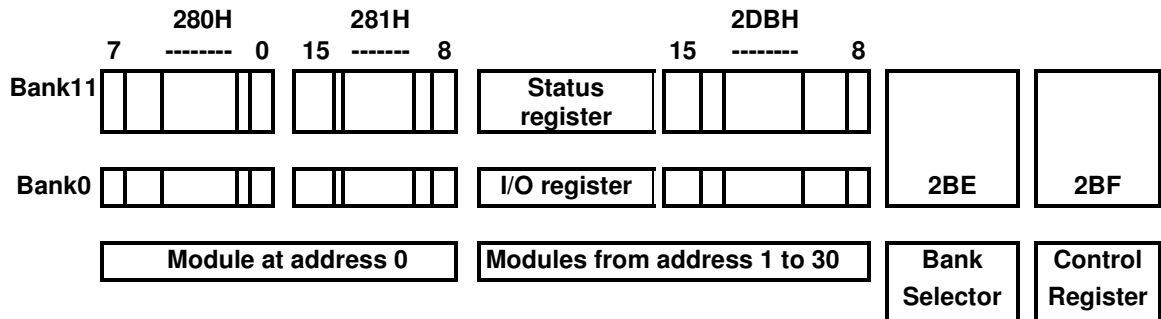 280H 281H 2DBH
7 -------- 0 15 ------- 8 15 -------- 8
Bank11 Status
register
Bank0 I/O register 2BE 2BF
Module at address 0 Modules from address 1 to 30 Bank Control
Selector Register